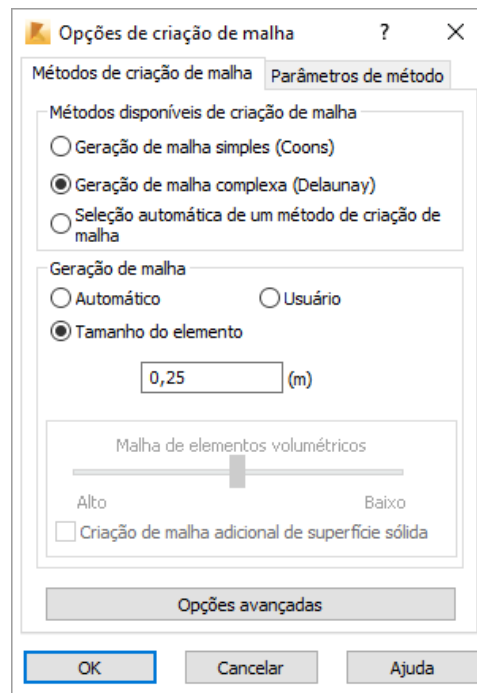 Opções de criação de malha ?
Métodos de criação de malha Parâmetros de método
Métodos disponíveis de criação de malha
Geração de malha simples (Coons)
Geração de malha complexa (Delaunay)
Seleção automática de um método de criação de
malha
Geração de malha
Automático Usuário
Tamanho do elemento
0,25 (m)
Malha de elementos volumétricos
Alto Baixo
Criação de malha adicional de superfície sólida
Opções avançadas
OK Cancelar Ajuda